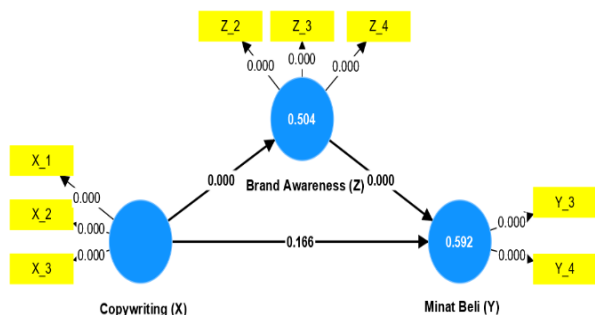 Z_2 Z_3 Z_4
0.000 0.000 0.000
0.504
Brand Awareness (Z)
X_1
X_2
X_3
0.000
0.000
0.000
0.000
0.000
0.166
Copywriting (X)
0.592
Minat Beli (Y)
0.000
0.000
Y_3
Y_4